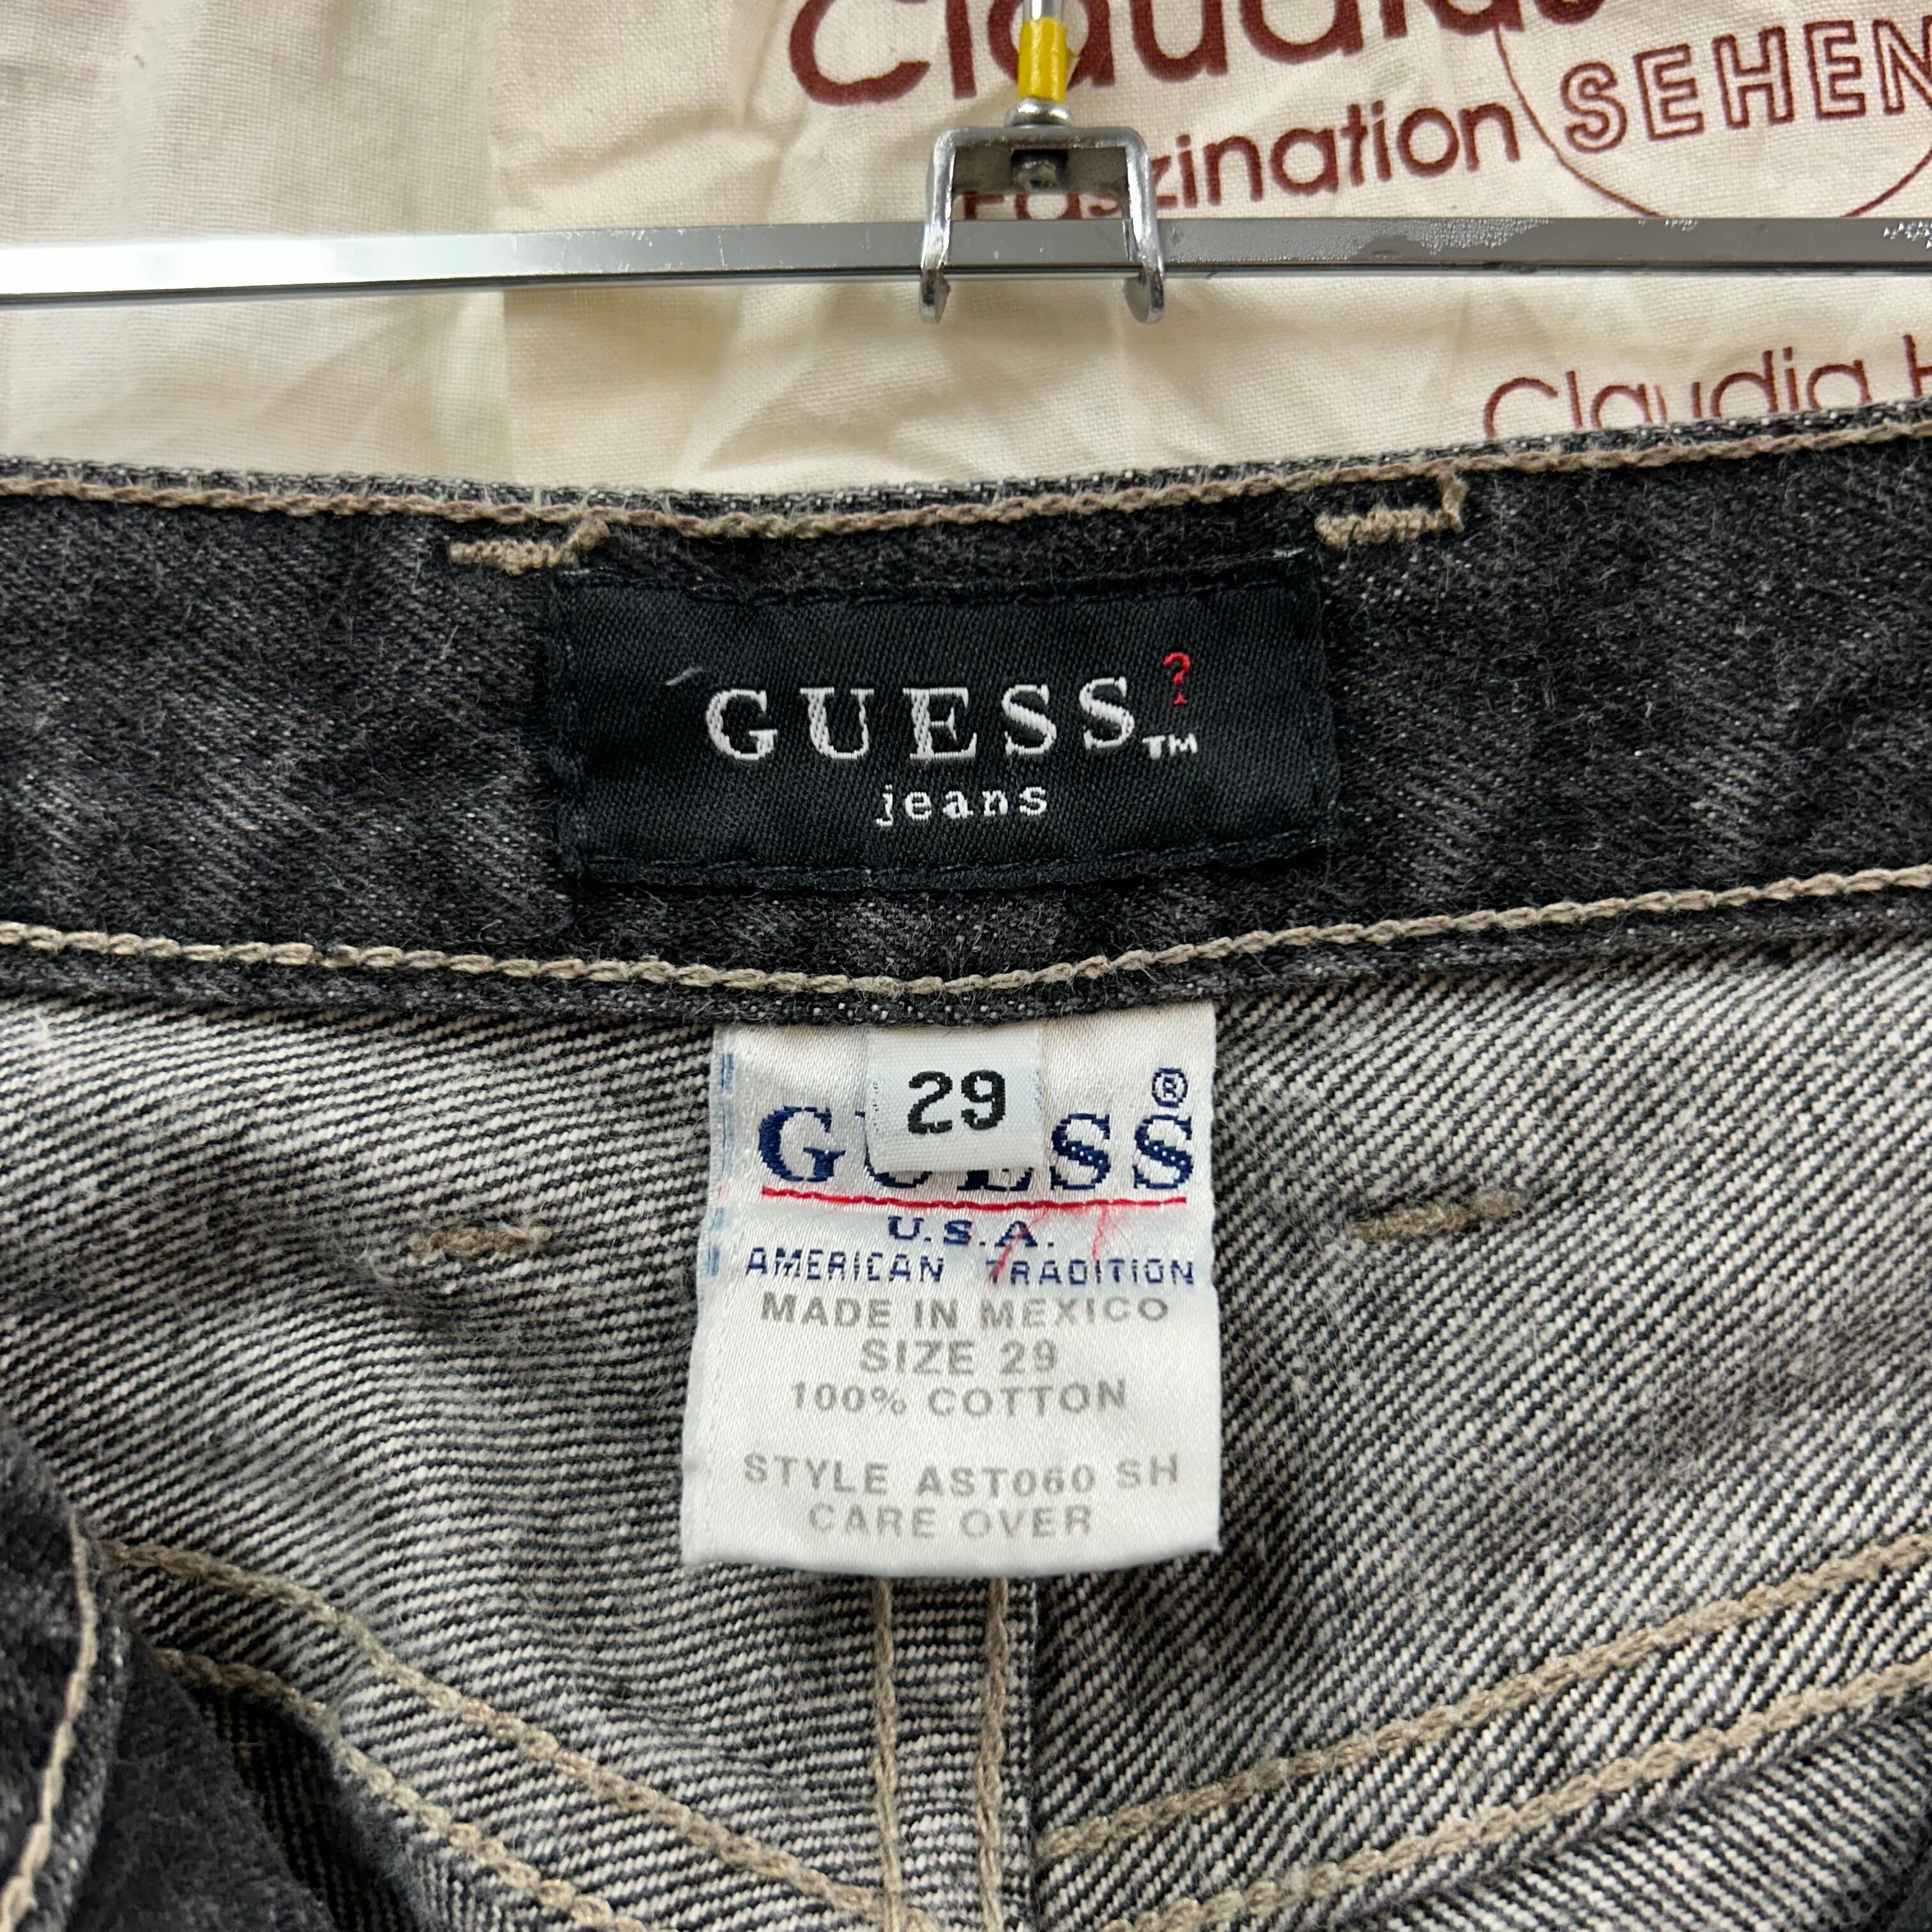 Claudia
SEHEN
Faszination
Claudia H
GUESS?™
jeans
29
GUESS®
U.S.A.
AMERICAN TRADITION
MADE IN MEXICO
SIZE 29
100% COTTON
STYLE AST060 SH
CARE OVER